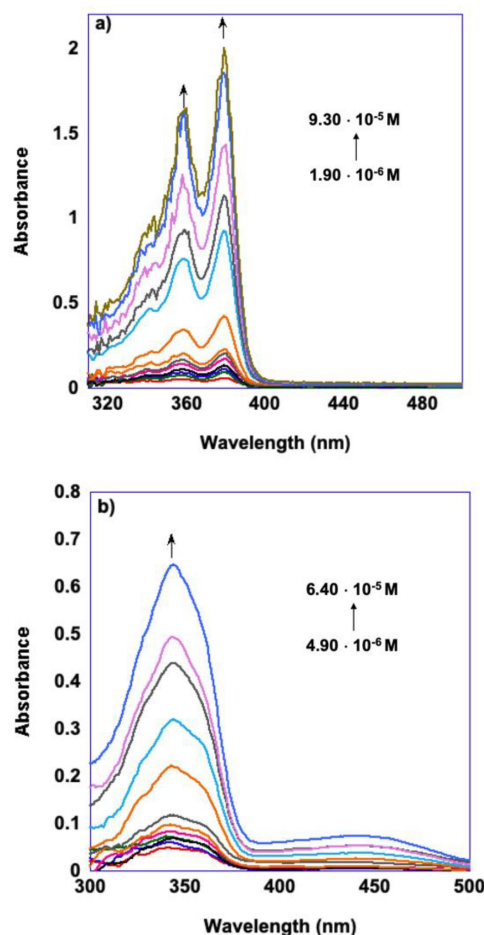 a)
2
1.5
1
0.5
0
Absorbance
9.30 · 10⁻⁵ M
1.90 · 10⁻⁶ M
320 360 400 440 480
Wavelength (nm)
b)
0.8
0.7
0.6
0.5
0.4
0.3
0.2
0.1
0
Absorbance
6.40 · 10⁻⁵ M
4.90 · 10⁻⁶ M
300 350 400 450 500
Wavelength (nm)